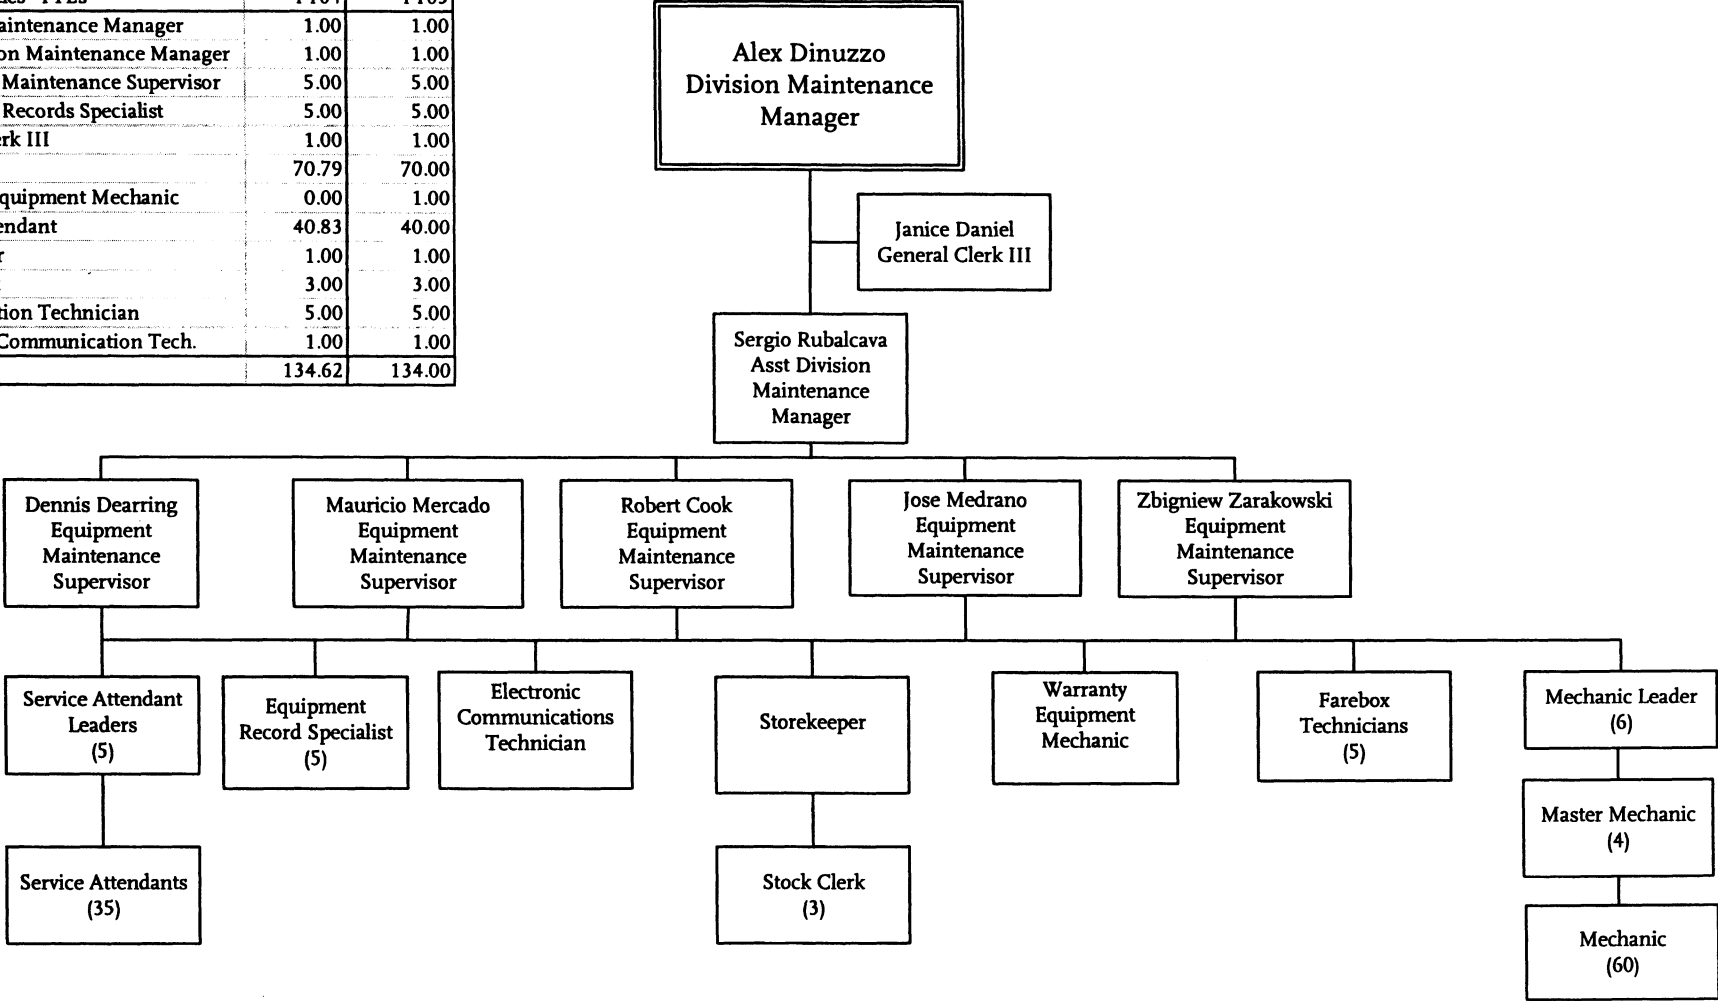 aintenance Manager 1.00 1.00
on Maintenance Manager 1.00 1.00
Maintenance Supervisor 5.00 5.00
Records Specialist 5.00 5.00
erk III 1.00 1.00
70.79 70.00
quipment Mechanic 0.00 1.00
endant 40.83 40.00
r 1.00 1.00
3.00 3.00
tion Technician 5.00 5.00
Communication Tech. 1.00 1.00
134.62 134.00
Alex Dinuzzo
Division Maintenance
Manager
Janice Daniel
General Clerk III
Sergio Rubalcava
Asst Division
Maintenance
Manager
Dennis Dearring
Equipment
Maintenance
Supervisor
Mauricio Mercado
Equipment
Maintenance
Supervisor
Robert Cook
Equipment
Maintenance
Supervisor
Jose Medrano
Equipment
Maintenance
Supervisor
Zbigniew Zarakowski
Equipment
Maintenance
Supervisor
Service Attendant
Leaders
(5)
Equipment
Record Specialist
(5)
Electronic
Communications
Technician
Storekeeper
Warranty
Equipment
Mechanic
Farebox
Technicians
(5)
Mechanic Leader
(6)
Master Mechanic
(4)
Mechanic
(60)
Service Attendants
(35)
Stock Clerk
(3)